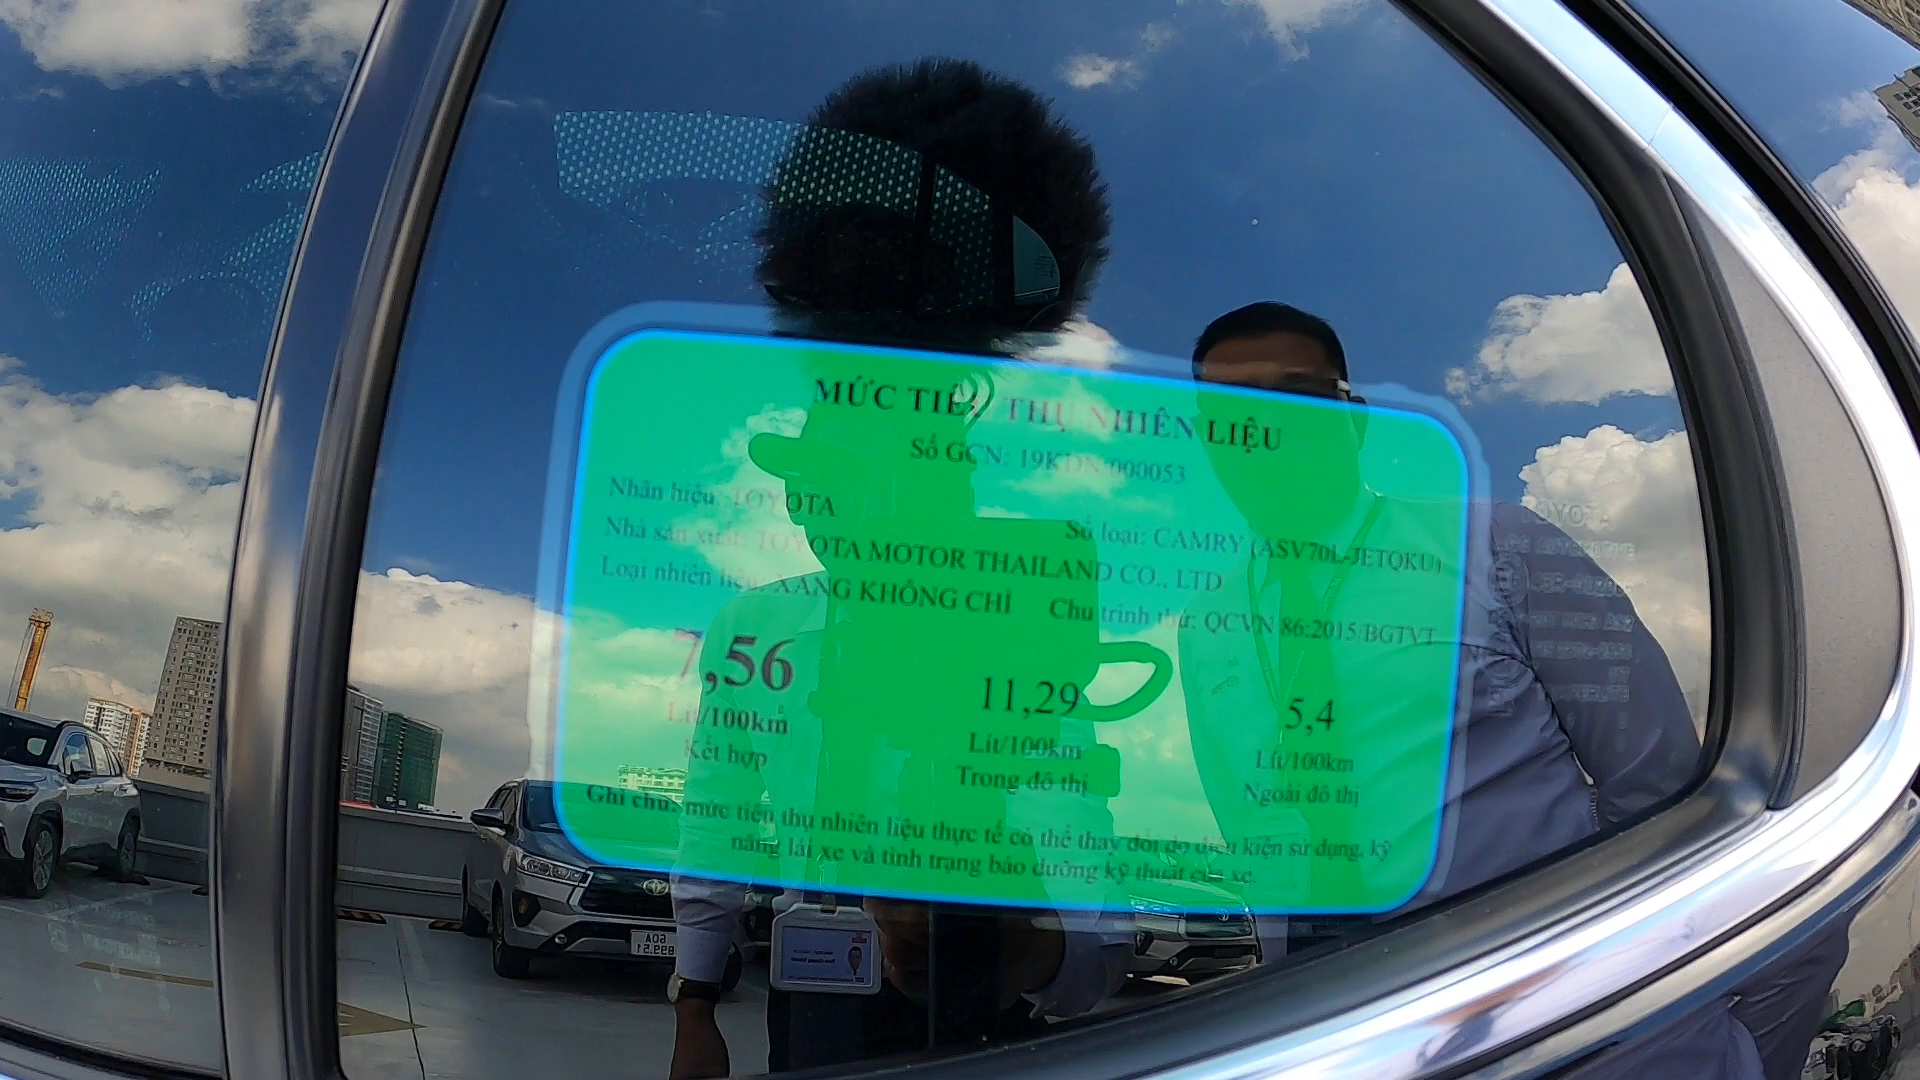 MỨC TIÊU THỤ NHIÊN LIỆU
Số GCN: 19KDN/000053
Nhãn hiệu: TOYOTA
Số loại: CAMRY (ASV70L-JETQKU)
Nhà sản xuất: TOYOTA MOTOR THAILAND CO., LTD
Loại nhiên liệu: XĂNG KHÔNG CHÌ
Chu trình thử: QCVN 86:2015/BGTVT
7,56
Lít/100km
Kết hợp
11,29
Lít/100km
Trong đô thị
5,4
Lít/100km
Ngoài đô thị
Ghi chú: mức tiêu thụ nhiên liệu thực tế có thể thay đổi do điều kiện sử dụng, kỹ
năng lái xe và tình trạng bảo dưỡng kỹ thuật của xe.
TOYOTA
60A
899.51